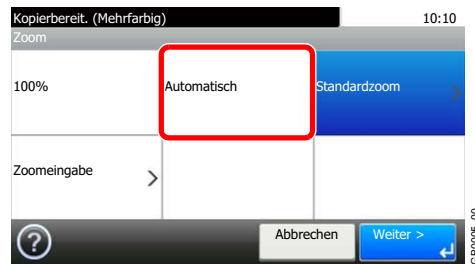 Kopierbereit. (Mehrfarbig) 10:10
Zoom
100% Automatisch Standardzoom
Zoomeingabe
Abbrechen Weiter >